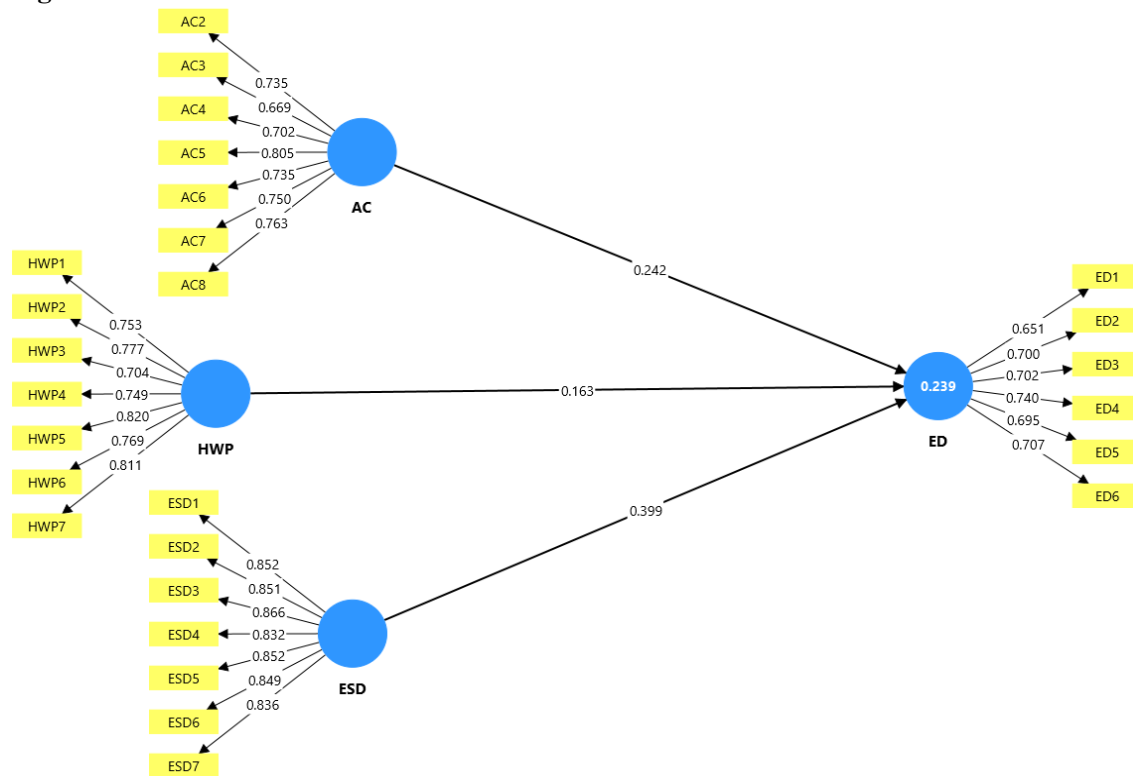 AC2
AC3
AC4
AC5
AC6
AC7
AC8
0.735
0.669
0.702
0.805
0.735
0.750
0.763
AC
HWP1
HWP2
HWP3
HWP4
HWP5
HWP6
HWP7
0.753
0.777
0.704
0.749
0.820
0.769
0.811
HWP
ESD1
ESD2
ESD3
ESD4
ESD5
ESD6
ESD7
0.852
0.851
0.866
0.832
0.852
0.849
0.836
ESD
0.242
0.163
0.399
0.239
ED
0.651
0.700
0.702
0.740
0.695
0.707
ED1
ED2
ED3
ED4
ED5
ED6